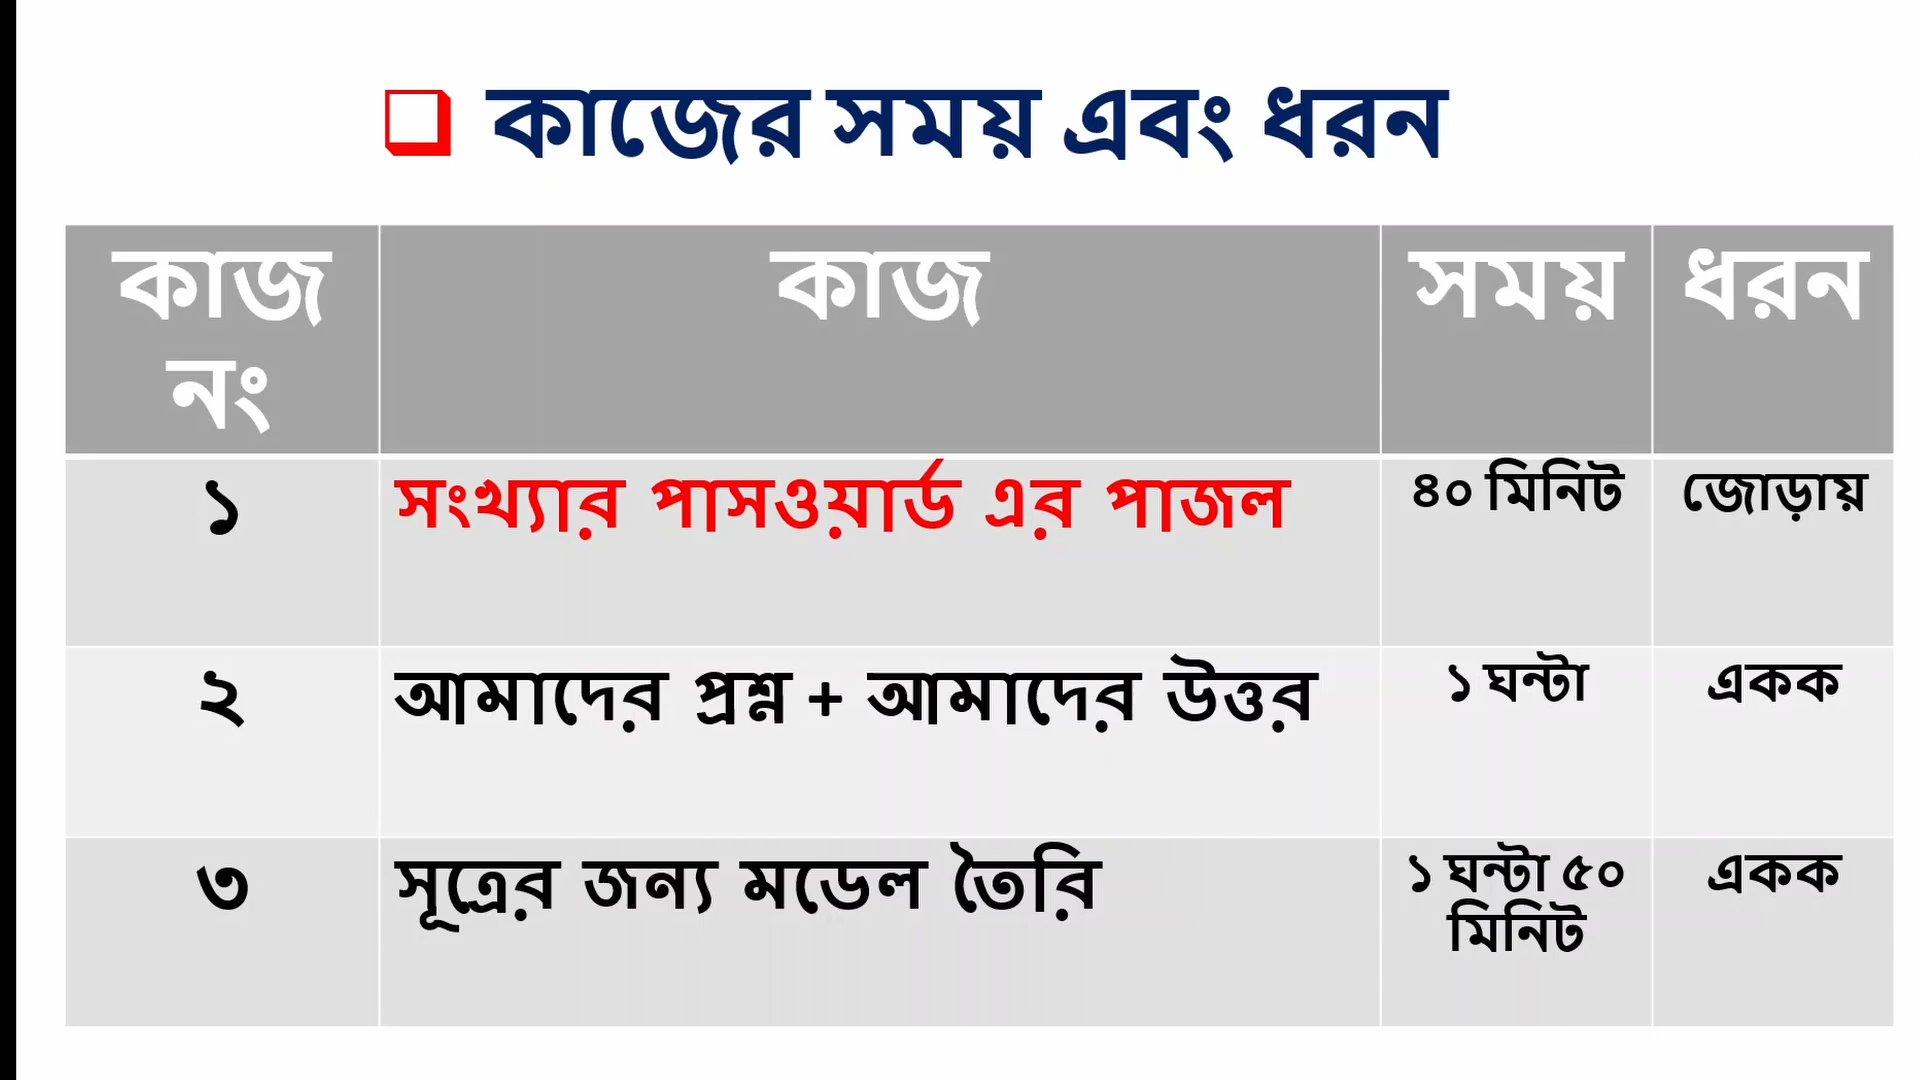 ❑ কাজের সময় এবং ধরন
কাজ নং কাজ সময় ধরন
১ সংখ্যার পাসওয়ার্ড এর পাজল ৪০ মিনিট জোড়ায়
২ আমাদের প্রশ্ন + আমাদের উত্তর ১ ঘন্টা একক
৩ সূত্রের জন্য মডেল তৈরি ১ ঘন্টা ৫০ মিনিট একক